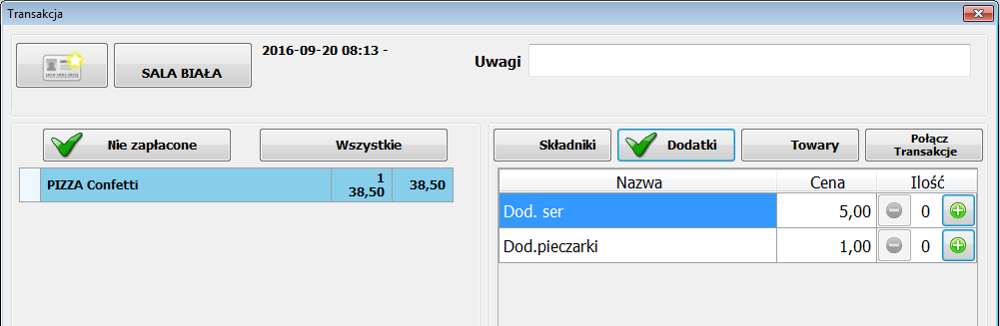 Transakcja
SALA BIAŁA
2016-09-20 08:13 -
Uwagi
Nie zapłacone
Wszystkie
PIZZA Confetti
1
38,50
38,50
Składniki
Dodatki
Towary
Połącz
Transakcje
Nazwa Cena Ilość
Dod. ser 5,00 0
Dod.pieczarki 1,00 0